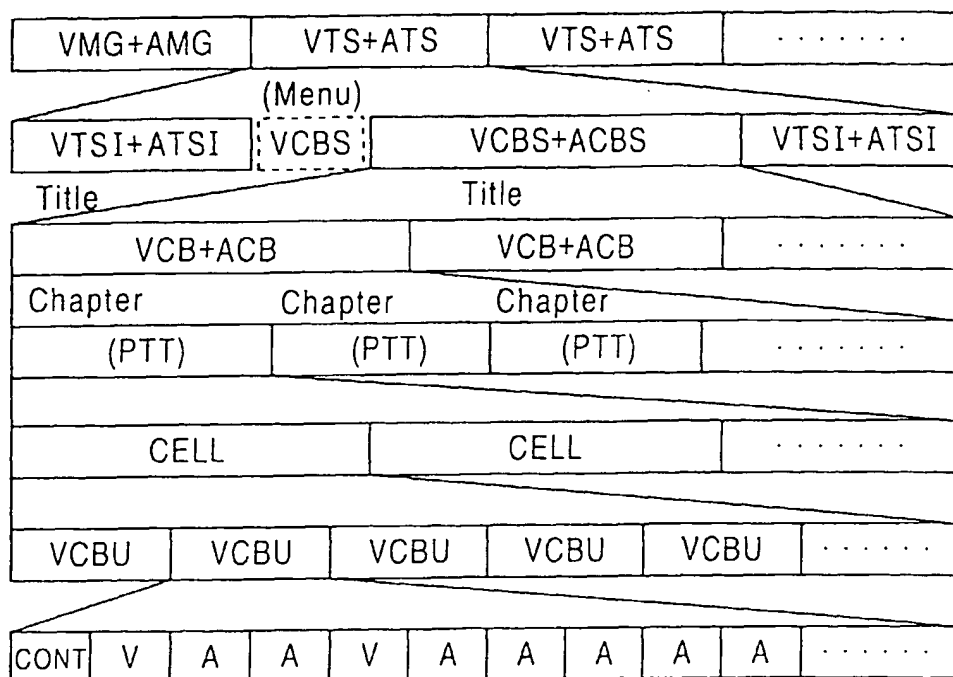 VMG+AMG VTS+ATS VTS+ATS .......
(Menu)
VTSI+ATSI VCBS VCBS+ACBS VTSI+ATSI
Title Title
VCB+ACB VCB+ACB .......
Chapter Chapter Chapter
(PTT) (PTT) (PTT) .......
CELL CELL .......
VCBU VCBU VCBU VCBU VCBU ......
CONT V A A V A A A A A ......